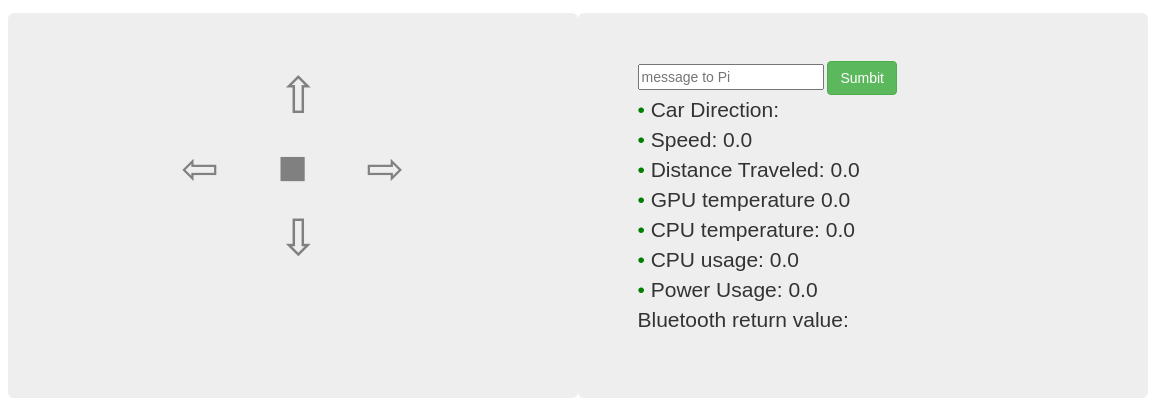 message to Pi Sumbit
• Car Direction:
• Speed: 0.0
• Distance Traveled: 0.0
• GPU temperature 0.0
• CPU temperature: 0.0
• CPU usage: 0.0
• Power Usage: 0.0
Bluetooth return value: